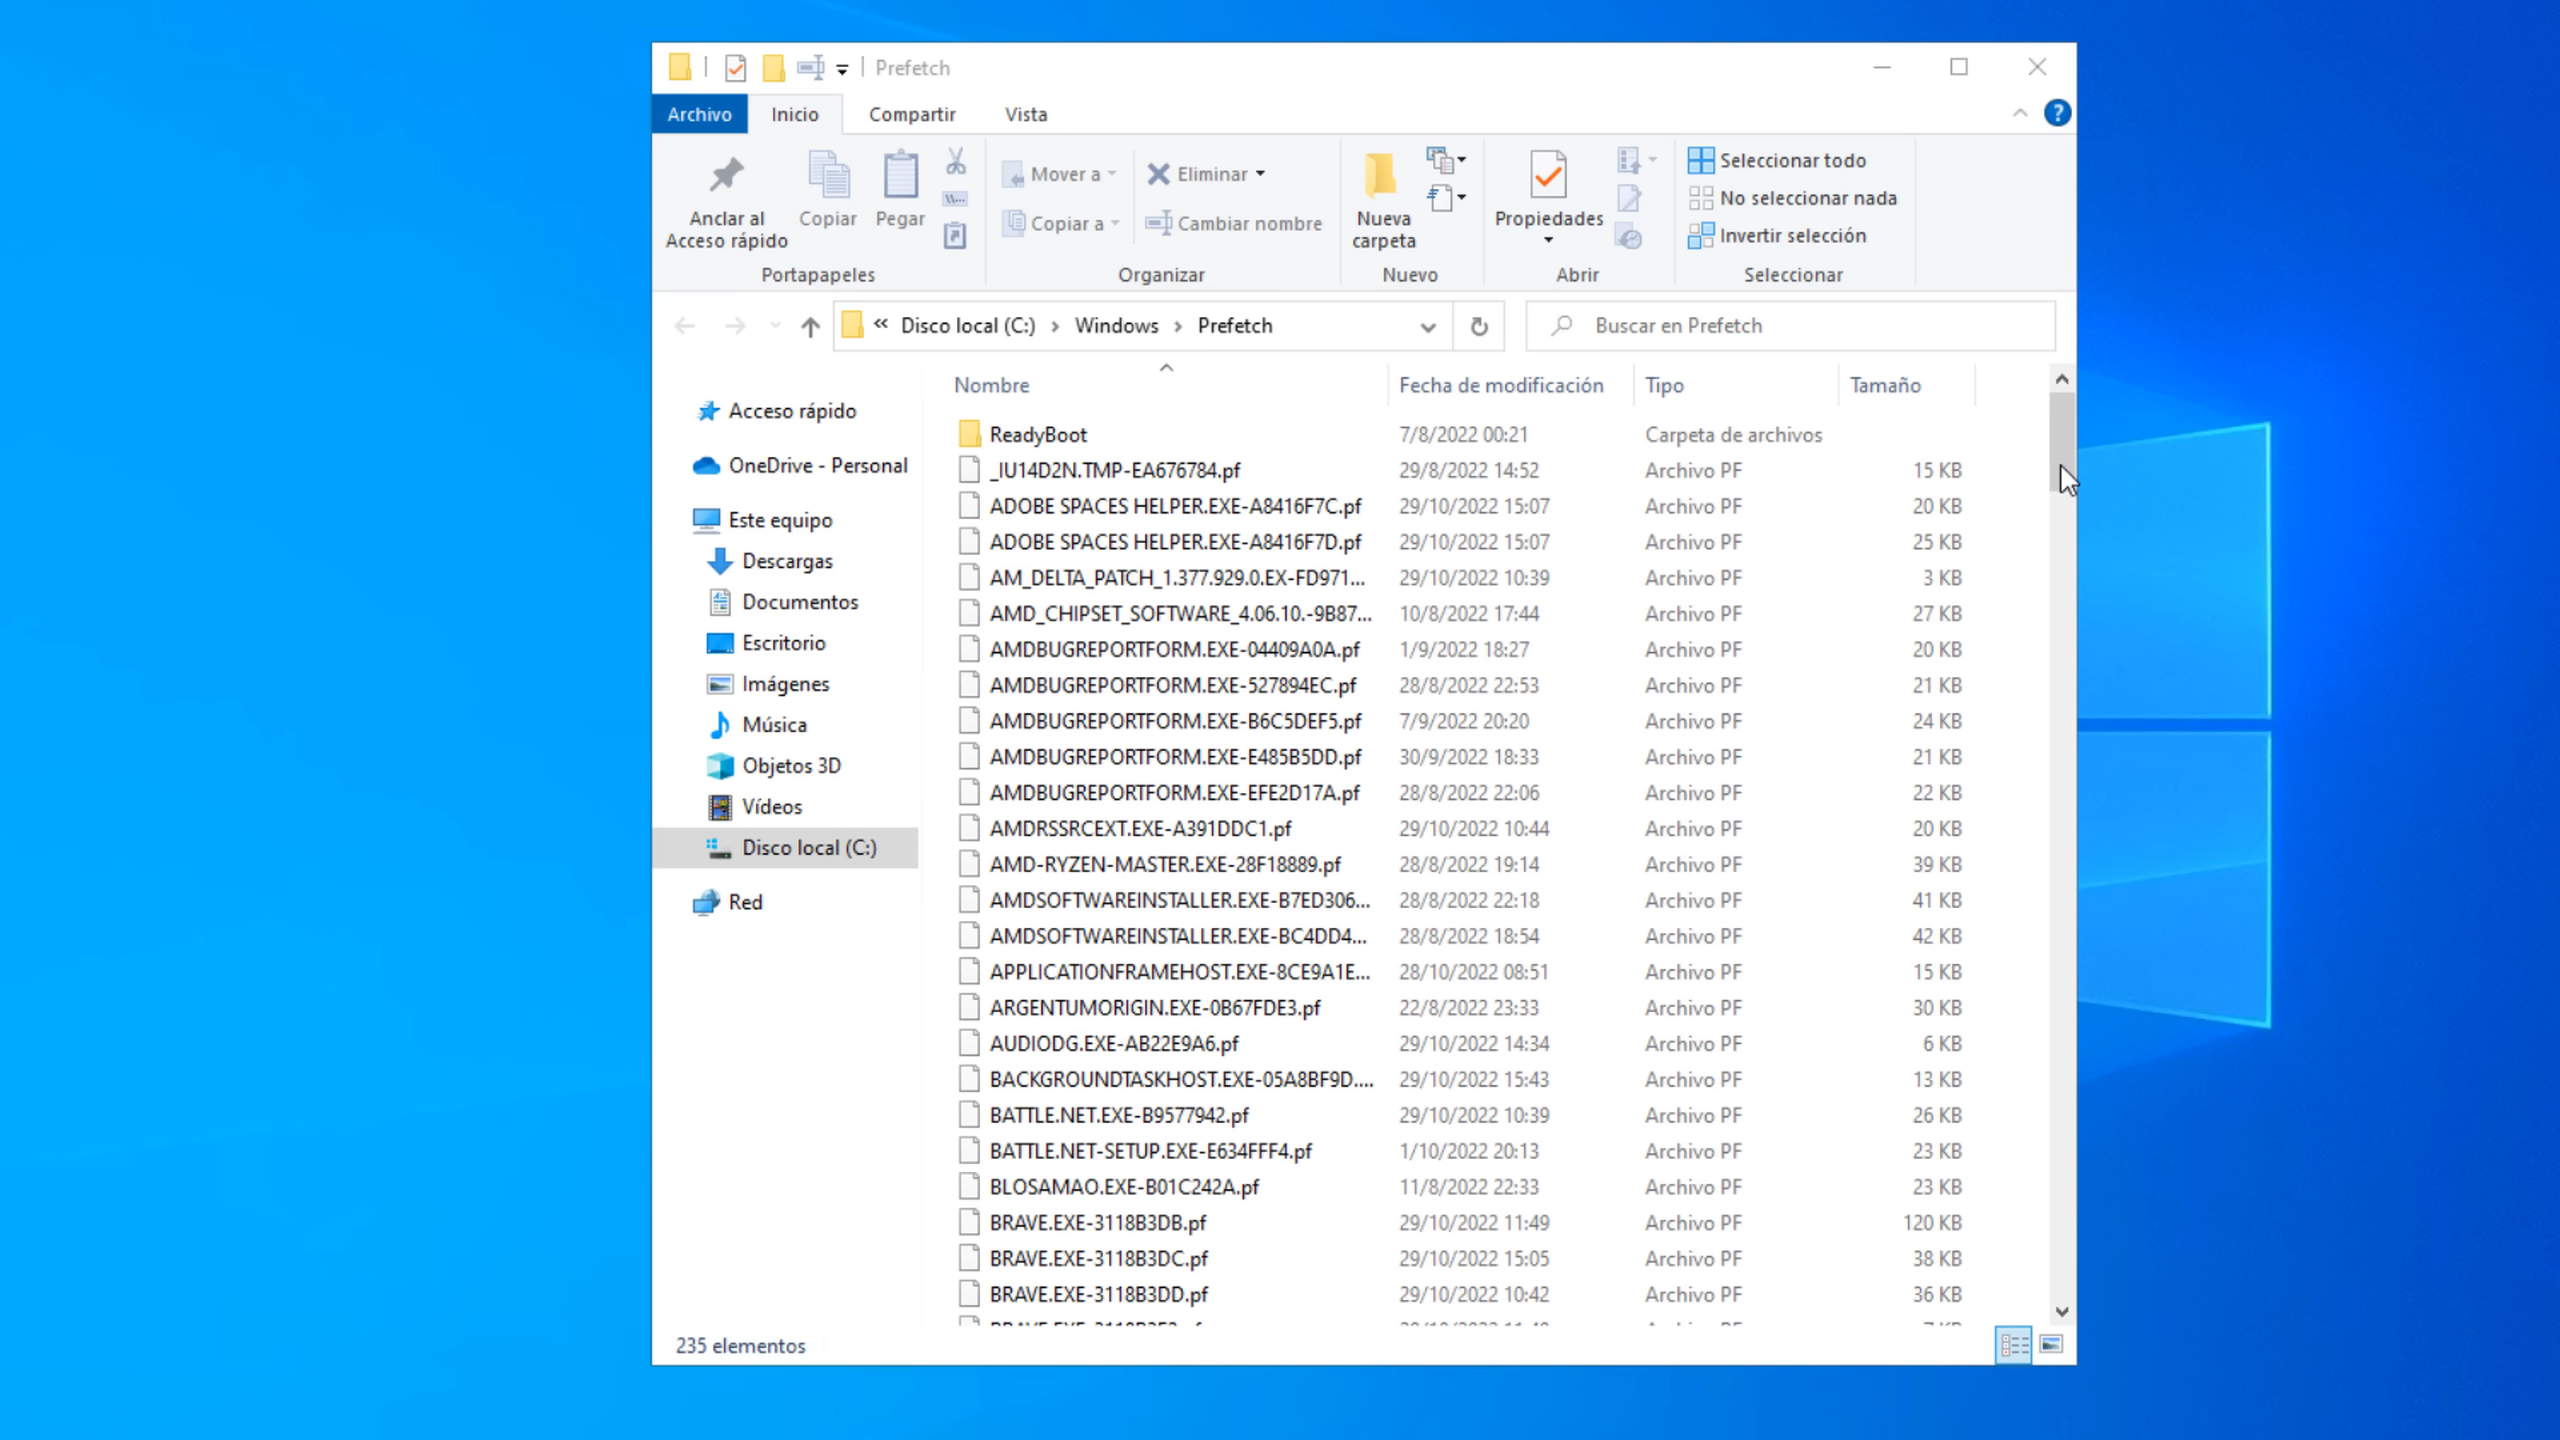 Prefetch
Archivo Inicio Compartir Vista
Anclar al Acceso rápido
Copiar
Pegar
Mover a
Copiar a
Eliminar
Cambiar nombre
Nueva carpeta
Propiedades
Seleccionar todo
No seleccionar nada
Invertir selección
Portapapeles Organizar Nuevo Abrir Seleccionar
« Disco local (C:) › Windows › Prefetch
Buscar en Prefetch
Acceso rápido
OneDrive - Personal
Este equipo
Descargas
Documentos
Escritorio
Imágenes
Música
Objetos 3D
Vídeos
Disco local (C:)
Red
Nombre Fecha de modificación Tipo Tamaño
ReadyBoot 7/8/2022 00:21 Carpeta de archivos
_IU14D2N.TMP-EA676784.pf 29/8/2022 14:52 Archivo PF 15 KB
ADOBE SPACES HELPER.EXE-A8416F7C.pf 29/10/2022 15:07 Archivo PF 20 KB
ADOBE SPACES HELPER.EXE-A8416F7D.pf 29/10/2022 15:07 Archivo PF 25 KB
AM_DELTA_PATCH_1.377.929.0.EX-FD971... 29/10/2022 10:39 Archivo PF 3 KB
AMD_CHIPSET_SOFTWARE_4.06.10.-9B87... 10/8/2022 17:44 Archivo PF 27 KB
AMDBUGREPORTFORM.EXE-04409A0A.pf 1/9/2022 18:27 Archivo PF 20 KB
AMDBUGREPORTFORM.EXE-527894EC.pf 28/8/2022 22:53 Archivo PF 21 KB
AMDBUGREPORTFORM.EXE-B6C5DEF5.pf 7/9/2022 20:20 Archivo PF 24 KB
AMDBUGREPORTFORM.EXE-E485B5DD.pf 30/9/2022 18:33 Archivo PF 21 KB
AMDBUGREPORTFORM.EXE-EFE2D17A.pf 28/8/2022 22:06 Archivo PF 22 KB
AMDRSSRCEXT.EXE-A391DDC1.pf 29/10/2022 10:44 Archivo PF 20 KB
AMD-RYZEN-MASTER.EXE-28F18889.pf 28/8/2022 19:14 Archivo PF 39 KB
AMDSOFTWAREINSTALLER.EXE-B7ED306... 28/8/2022 22:18 Archivo PF 41 KB
AMDSOFTWAREINSTALLER.EXE-BC4DD4... 28/8/2022 18:54 Archivo PF 42 KB
APPLICATIONFRAMEHOST.EXE-8CE9A1E... 28/10/2022 08:51 Archivo PF 15 KB
ARGENTUMORIGIN.EXE-0B67FDE3.pf 22/8/2022 23:33 Archivo PF 30 KB
AUDIODG.EXE-AB22E9A6.pf 29/10/2022 14:34 Archivo PF 6 KB
BACKGROUNDTASKHOST.EXE-05A8BF9D.... 29/10/2022 15:43 Archivo PF 13 KB
BATTLE.NET.EXE-B9577942.pf 29/10/2022 10:39 Archivo PF 26 KB
BATTLE.NET-SETUP.EXE-E634FFF4.pf 1/10/2022 20:13 Archivo PF 23 KB
BLOSAMAO.EXE-B01C242A.pf 11/8/2022 22:33 Archivo PF 23 KB
BRAVE.EXE-3118B3DB.pf 29/10/2022 11:49 Archivo PF 120 KB
BRAVE.EXE-3118B3DC.pf 29/10/2022 15:05 Archivo PF 38 KB
BRAVE.EXE-3118B3DD.pf 29/10/2022 10:42 Archivo PF 36 KB
235 elementos